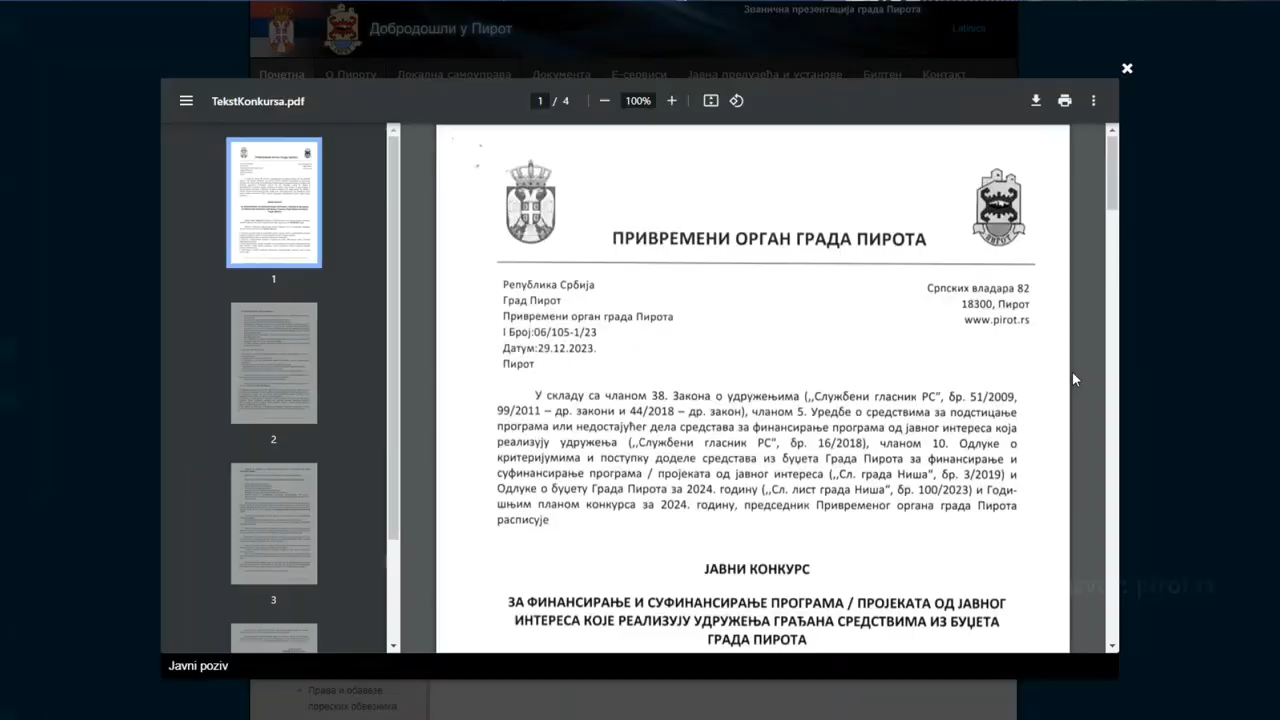 Званична презентација града Пирота
Добродошли у Пирот
Latinica
Почетна О Пироту Локална самоуправа Документа Е-сервиси Јавна предузећа и установе Билтен Контакт
TekstKonkursa.pdf
1 / 4
100%
ПРИВРЕМЕНИ ОРГАН ГРАДА ПИРОТА
ПИРОТ
Република Србија
Град Пирот
Привремени орган града Пирота
I Број:06/105-1/23
Датум:29.12.2023.
Пирот
Српских владара 82
18300, Пирот
www.pirot.rs
У складу са чланом 38. Закона о удружењима (,,Службени гласник РС”, бр. 51/2009,
99/2011 – др. закони и 44/2018 – др. закон), чланом 5. Уредбе о средствима за подстицање
програма или недостајућег дела средстава за финансирање програма од јавног интереса која
реализују удружења (,,Службени гласник РС”, бр. 16/2018), чланом 10. Одлуке о
критеријумима и поступку доделе средстава из буџета Града Пирота за финансирање и
суфинансирање програма / пројеката од јавног интереса (,,Сл. града Ниша“, бр. 3/2019) и
Одлуке о буџету Града Пирота за 2024. годину (,,Сл. лист града Ниша“, бр. 100/2023) и Годи-
шњим планом конкурса за 2024. годину, председник Привременог органа града Пирота
расписује
ЈАВНИ КОНКУРС
ЗА ФИНАНСИРАЊЕ И СУФИНАНСИРАЊЕ ПРОГРАМА / ПРОЈЕКАТА ОД ЈАВНОГ
ИНТЕРЕСА КОЈЕ РЕАЛИЗУЈУ УДРУЖЕЊА ГРАЂАНА СРЕДСТВИМА ИЗ БУЏЕТА
ГРАДА ПИРОТА
1
2
3
pirot.rs
Javni poziv
Права и обавезе
пореских обвезника